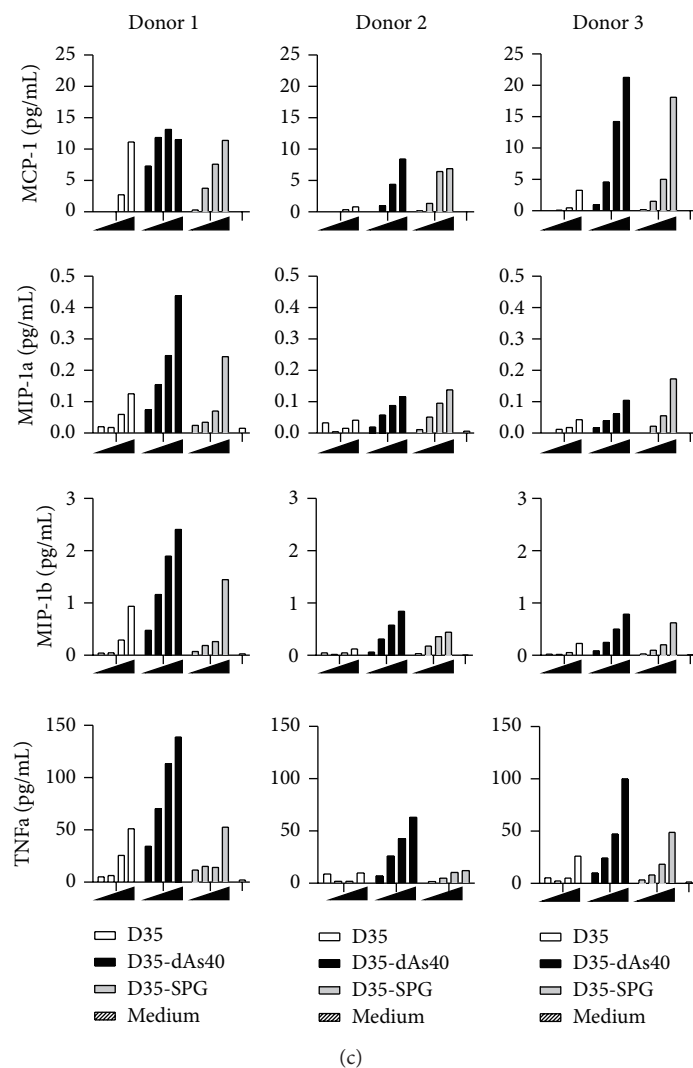 Donor 1 Donor 2 Donor 3
MCP-1 (pg/mL)
25 25 25
20 20 20
15 15 15
10 10 10
5 5 5
0 0 0
MIP-1a (pg/mL)
0.5 0.5 0.5
0.4 0.4 0.4
0.3 0.3 0.3
0.2 0.2 0.2
0.1 0.1 0.1
0.0 0.0 0.0
MIP-1b (pg/mL)
3 3 3
2 2 2
1 1 1
0 0 0
TNFa (pg/mL)
150 150 150
100 100 100
50 50 50
0 0 0
D35 D35 D35
D35-dAs40 D35-dAs40 D35-dAs40
D35-SPG D35-SPG D35-SPG
Medium Medium Medium
(c)